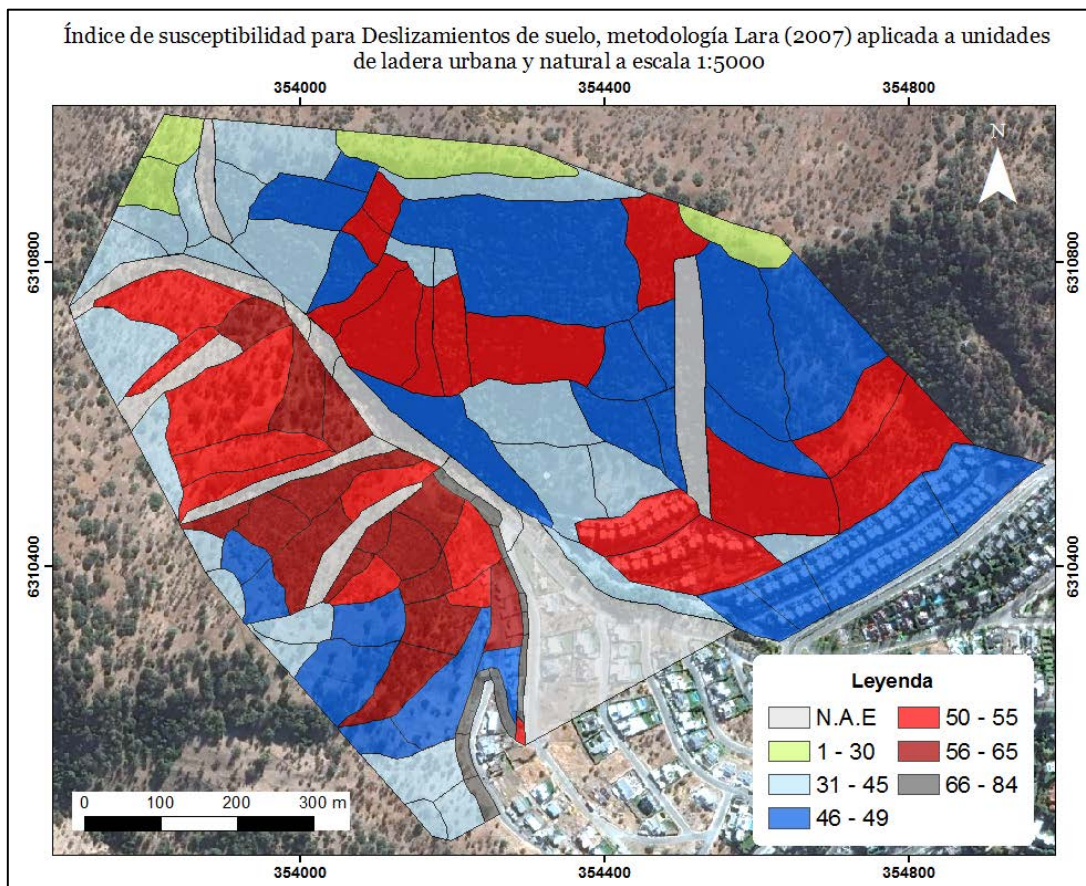 Índice de susceptibilidad para Deslizamientos de suelo, metodología Lara (2007) aplicada a unidades
de ladera urbana y natural a escala 1:5000
354000 354400 354800
N
6310800 6310800
6310400 6310400
Leyenda
N.A.E 50 - 55
1 - 30 56 - 65
31 - 45 66 - 84
46 - 49
0 100 200 300 m
354000 354400 354800